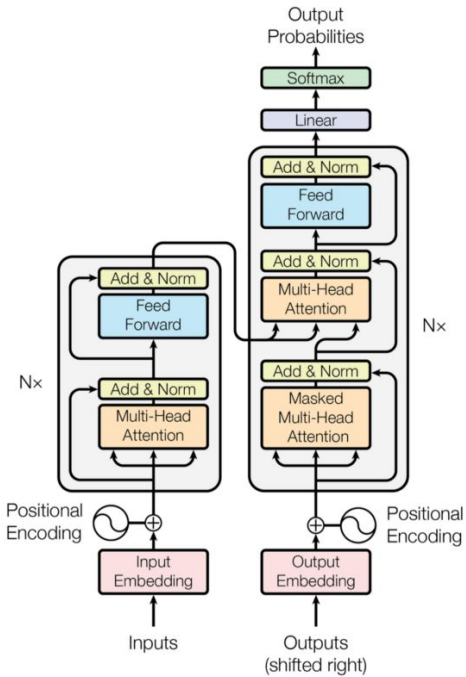 Output
Probabilities
Softmax
Linear
Add & Norm
Feed
Forward
Add & Norm
Multi-Head
Attention
Add & Norm
Masked
Multi-Head
Attention
N×
Positional
Encoding
Output
Embedding
Outputs
(shifted right)
Add & Norm
Feed
Forward
Add & Norm
Multi-Head
Attention
N×
Positional
Encoding
Input
Embedding
Inputs